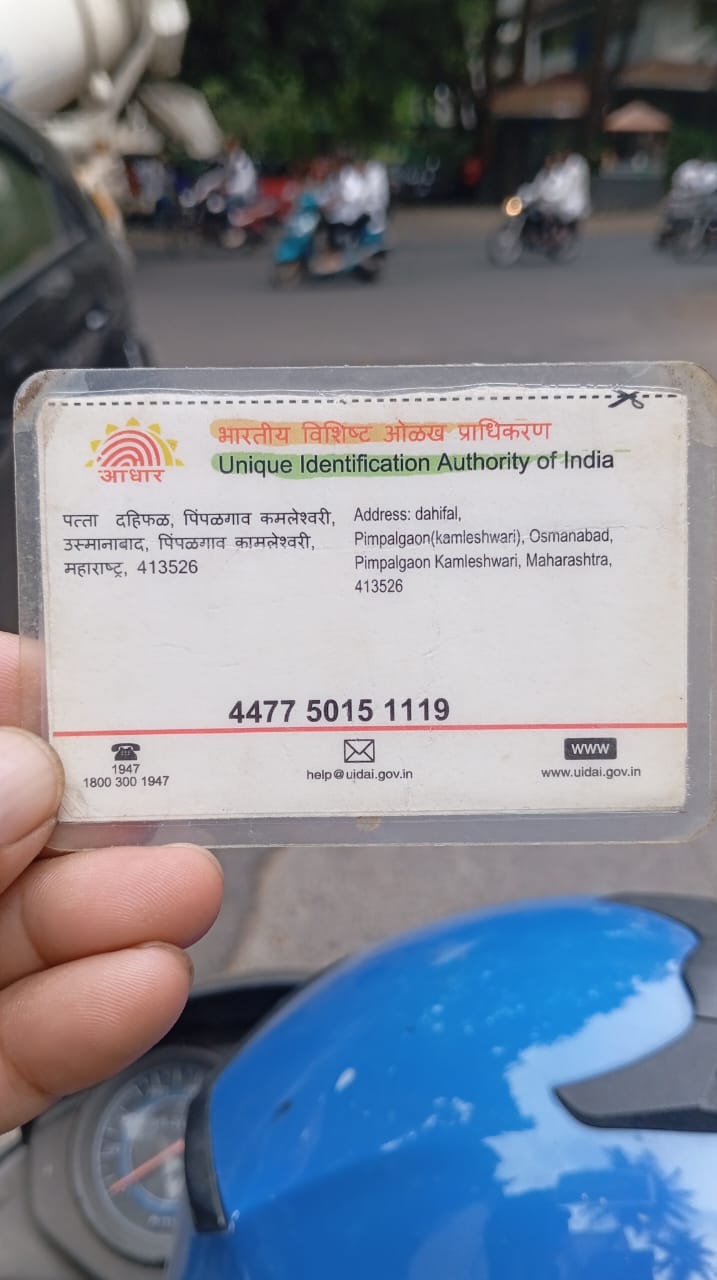 आधार
भारतीय विशिष्ट ओळख प्राधिकरण
Unique Identification Authority of India
पत्ता दहिफळ, पिंपळगाव कमलेश्वरी,
उस्मानाबाद, पिंपळगाव कामलेश्वरी,
महाराष्ट्र, 413526
Address: dahifal,
Pimpalgaon(kamleshwari), Osmanabad,
Pimpalgaon Kamleshwari, Maharashtra,
413526
4477 5015 1119
1947
1800 300 1947
help@uidai.gov.in
www
www.uidai.gov.in